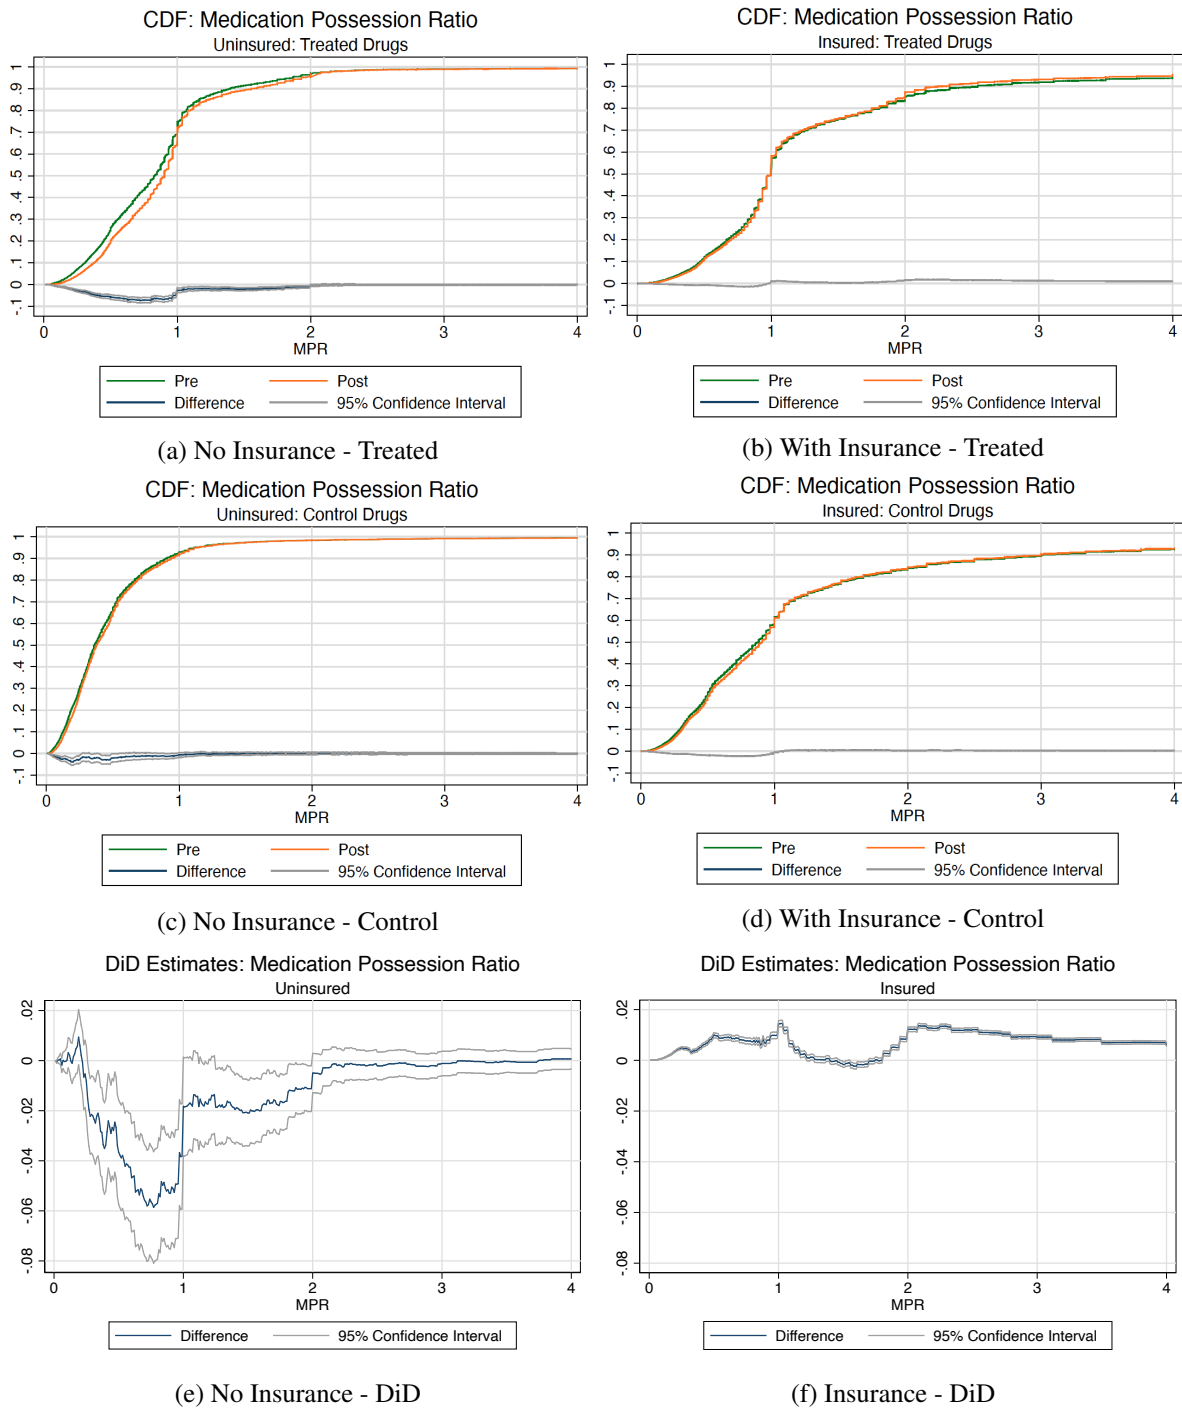 CDF: Medication Possession Ratio
Uninsured: Treated Drugs
1
.9
.8
.7
.6
.5
.4
.3
.2
.1
0
-.1
0 1 2 3 4
MPR
Pre Post
Difference 95% Confidence Interval
(a) No Insurance - Treated
CDF: Medication Possession Ratio
Insured: Treated Drugs
1
.9
.8
.7
.6
.5
.4
.3
.2
.1
0
-.1
0 1 2 3 4
MPR
Pre Post
Difference 95% Confidence Interval
(b) With Insurance - Treated
CDF: Medication Possession Ratio
Uninsured: Control Drugs
1
.9
.8
.7
.6
.5
.4
.3
.2
.1
0
-.1
0 1 2 3 4
MPR
Pre Post
Difference 95% Confidence Interval
(c) No Insurance - Control
CDF: Medication Possession Ratio
Insured: Control Drugs
1
.9
.8
.7
.6
.5
.4
.3
.2
.1
0
-.1
0 1 2 3 4
MPR
Pre Post
Difference 95% Confidence Interval
(d) With Insurance - Control
DiD Estimates: Medication Possession Ratio
Uninsured
.02
0
-.02
-.04
-.06
-.08
0 1 2 3 4
MPR
Difference 95% Confidence Interval
(e) No Insurance - DiD
DiD Estimates: Medication Possession Ratio
Insured
.02
0
-.02
-.04
-.06
-.08
0 1 2 3 4
MPR
Difference 95% Confidence Interval
(f) Insurance - DiD